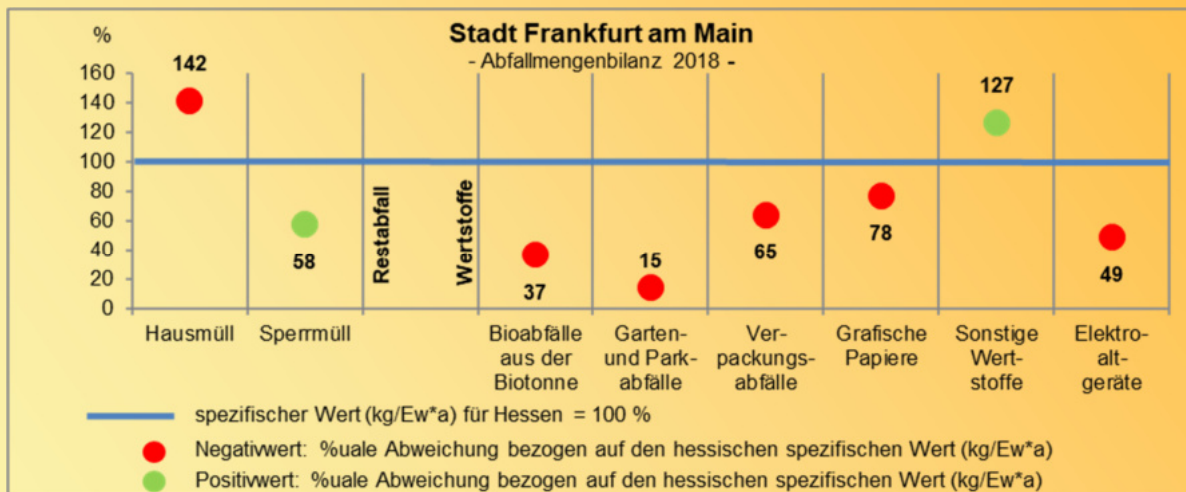 Stadt Frankfurt am Main
- Abfallmengenbilanz 2018 -
%
160
140
120
100
80
60
40
20
0
142
58
Restabfall
Wertstoffe
37
15
65
78
127
49
Hausmüll
Sperrmüll
Bioabfälle
aus der
Biotonne
Garten-
und Park-
abfälle
Ver-
packungs-
abfälle
Grafische
Papiere
Sonstige
Wert-
stoffe
Elektro-
alt-
geräte
spezifischer Wert (kg/Ew*a) für Hessen = 100 %
Negativwert: %uale Abweichung bezogen auf den hessischen spezifischen Wert (kg/Ew*a)
Positivwert: %uale Abweichung bezogen auf den hessischen spezifischen Wert (kg/Ew*a)